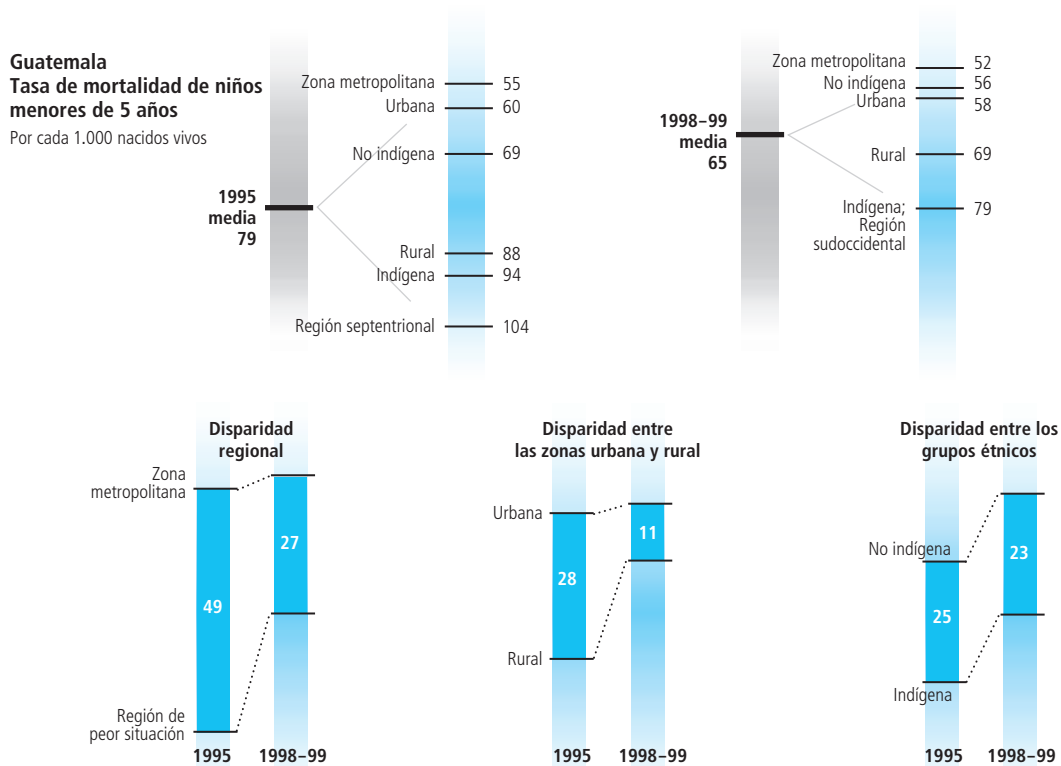 Guatemala
Tasa de mortalidad de niños
menores de 5 años
Por cada 1.000 nacidos vivos
1995
media
79
Zona metropolitana 55
Urbana 60
No indígena 69
Rural 88
Indígena 94
Región septentrional 104
1998–99
media
65
Zona metropolitana 52
No indígena 56
Urbana 58
Rural 69
Indígena; 79
Región
sudoccidental
Disparidad
regional
Zona
metropolitana
49
27
Región de
peor situación
1995 1998–99
Disparidad entre
las zonas urbana y rural
Urbana
28
11
Rural
1995 1998–99
Disparidad entre los
grupos étnicos
No indígena
25
23
Indígena
1995 1998–99